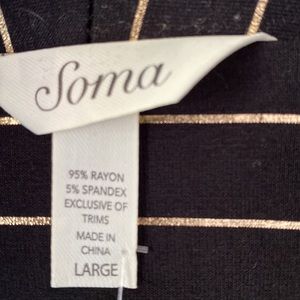 Soma
95% RAYON
5% SPANDEX
EXCLUSIVE OF
TRIMS
MADE IN
CHINA
LARGE